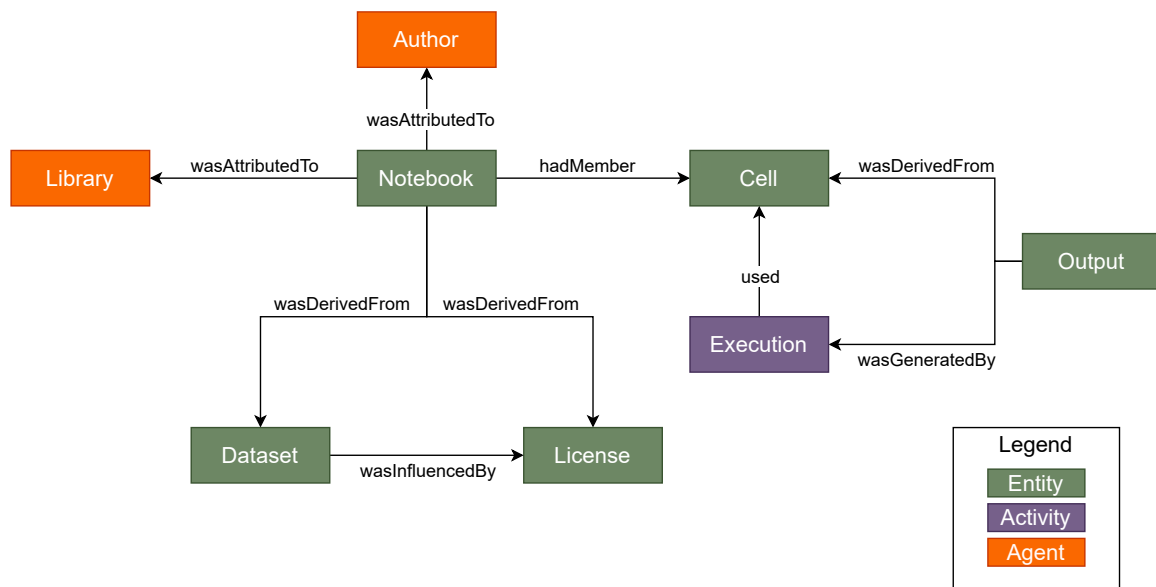 Author
wasAttributedTo
Library
wasAttributedTo
Notebook
hadMember
Cell
wasDerivedFrom
Output
used
wasDerivedFrom
wasDerivedFrom
Execution
wasGeneratedBy
Dataset
wasInfluencedBy
License
Legend
Entity
Activity
Agent